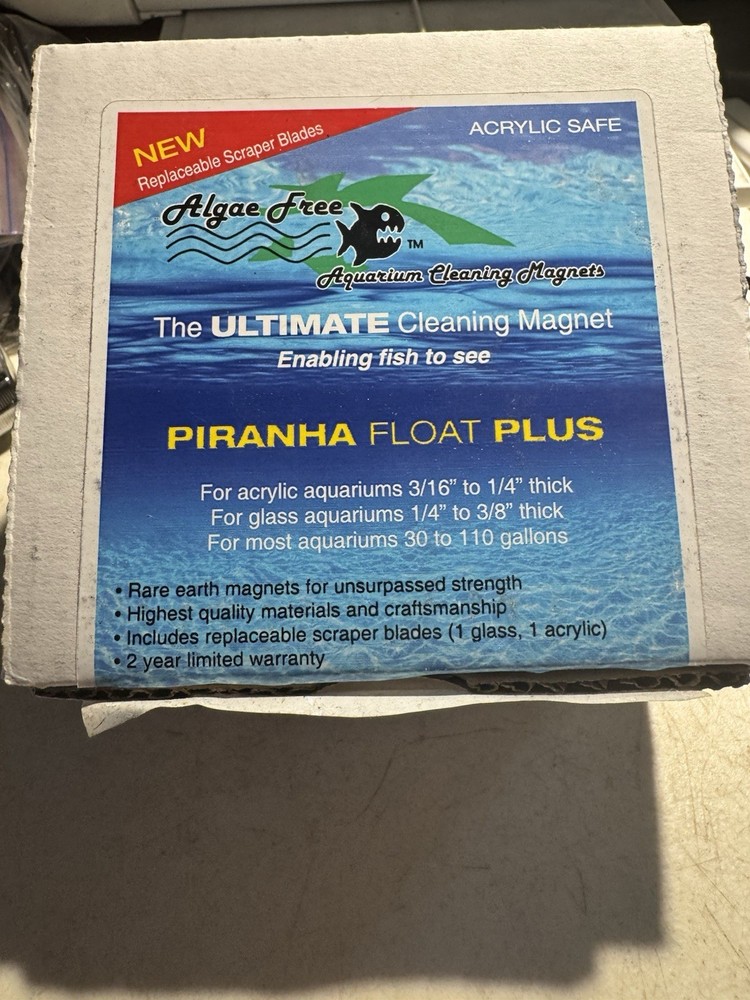 NEW
Replaceable Scraper Blades
ACRYLIC SAFE
Algae Free
™
Aquarium Cleaning Magnets
The ULTIMATE Cleaning Magnet
Enabling fish to see
PIRANHA FLOAT PLUS
For acrylic aquariums 3/16” to 1/4” thick
For glass aquariums 1/4” to 3/8” thick
For most aquariums 30 to 110 gallons
• Rare earth magnets for unsurpassed strength
• Highest quality materials and craftsmanship
• Includes replaceable scraper blades (1 glass, 1 acrylic)
• 2 year limited warranty